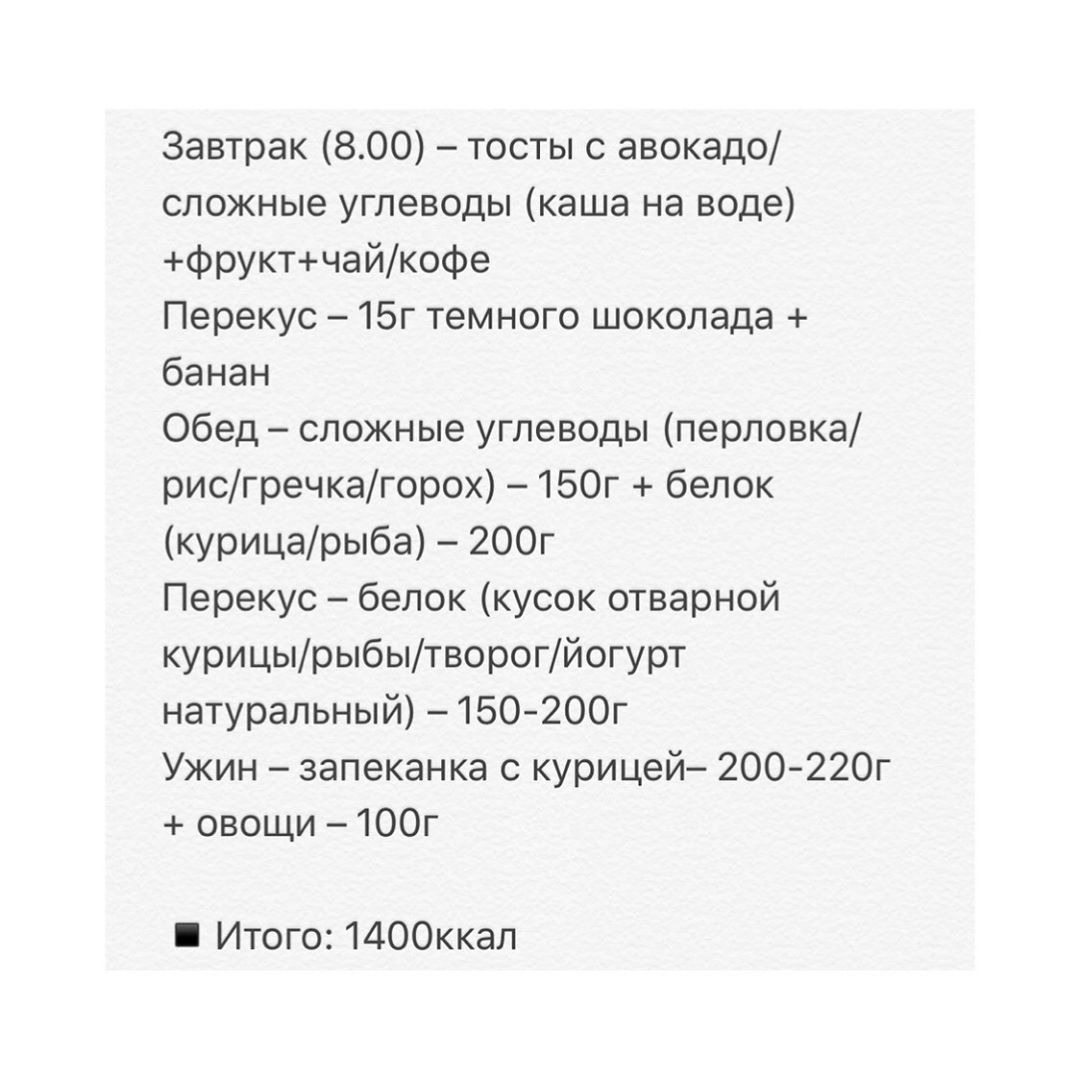 Завтрак (8.00) – тосты с авокадо/
сложные углеводы (каша на воде)
+фрукт+чай/кофе
Перекус – 15г темного шоколада +
банан
Обед – сложные углеводы (перловка/
рис/гречка/горох) – 150г + белок
(курица/рыба) – 200г
Перекус – белок (кусок отварной
курицы/рыбы/творог/йогурт
натуральный) – 150-200г
Ужин – запеканка с курицей– 200-220г
+ овощи – 100г
▪️ Итого: 1400ккал